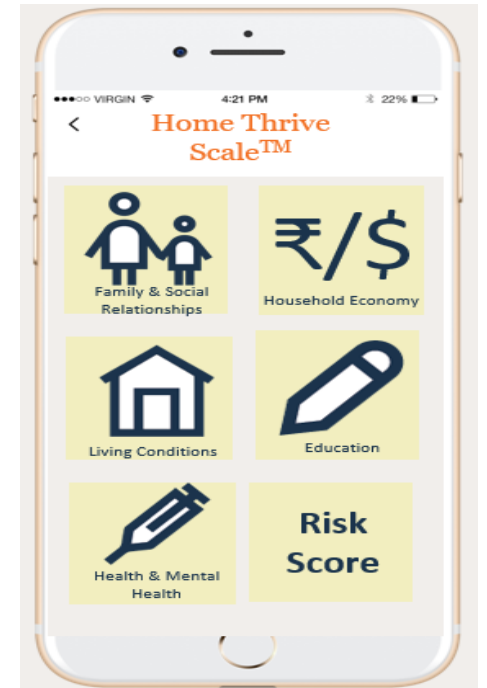 ●●●○○ VIRGIN 4:21 PM 22%
<
Home Thrive
Scale™
Family & Social
Relationships
₹/$
Household Economy
Living Conditions
Education
Health & Mental
Health
Risk
Score